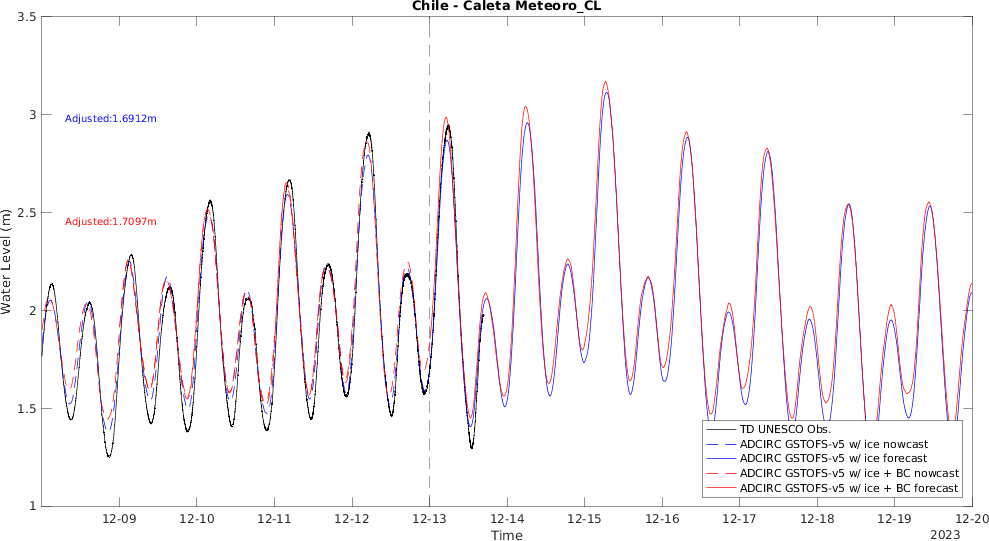 Chile - Caleta Meteoro_CL
3.5
3
2.5
2
1.5
1
Water Level (m)
Adjusted:1.6912m
Adjusted:1.7097m
TD UNESCO Obs.
ADCIRC GSTOFS-v5 w/ ice nowcast
ADCIRC GSTOFS-v5 w/ ice forecast
ADCIRC GSTOFS-v5 w/ ice + BC nowcast
ADCIRC GSTOFS-v5 w/ ice + BC forecast
12-09 12-10 12-11 12-12 12-13 12-14 12-15 12-16 12-17 12-18 12-19 12-20
Time
2023